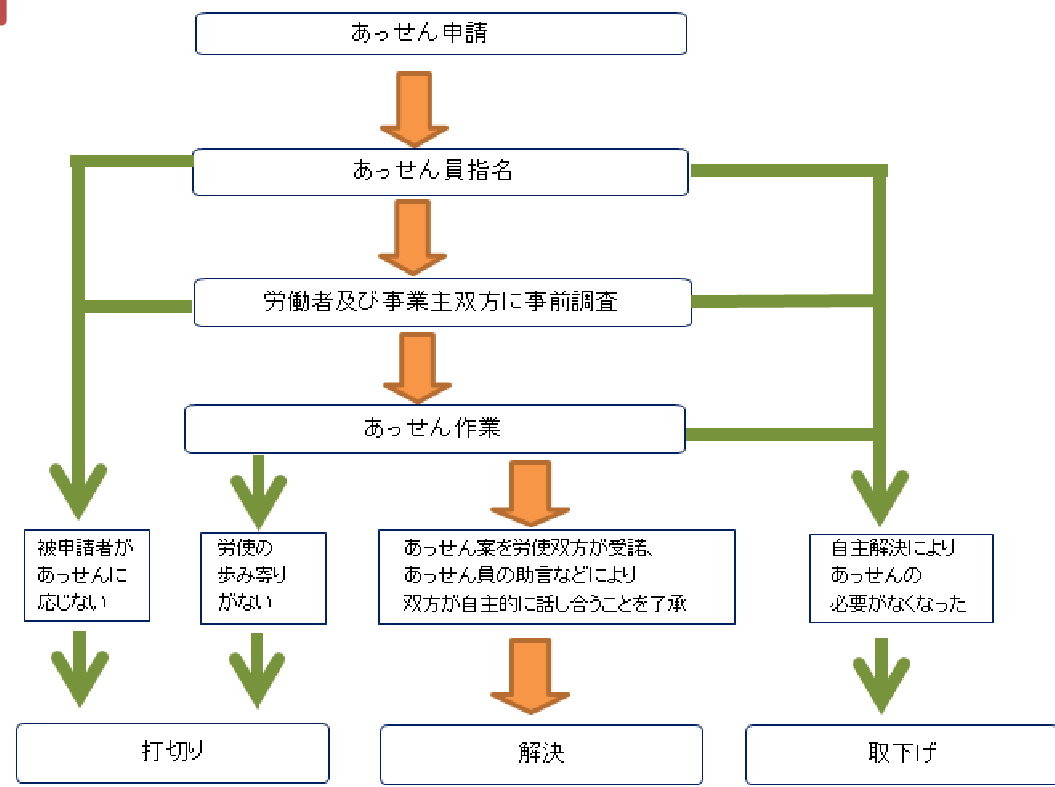 あっせん申請
あっせん員指名
労働者及び事業主双方に事前調査
あっせん作業
被申請者が
あっせんに
応じない
労使の
歩み寄り
がない
あっせん案を労使双方が受諾、
あっせん員の助言などにより
双方が自主的に話し合うことを了承
自主解決により
あっせんの
必要がなくなった
打切り
解決
取下げ